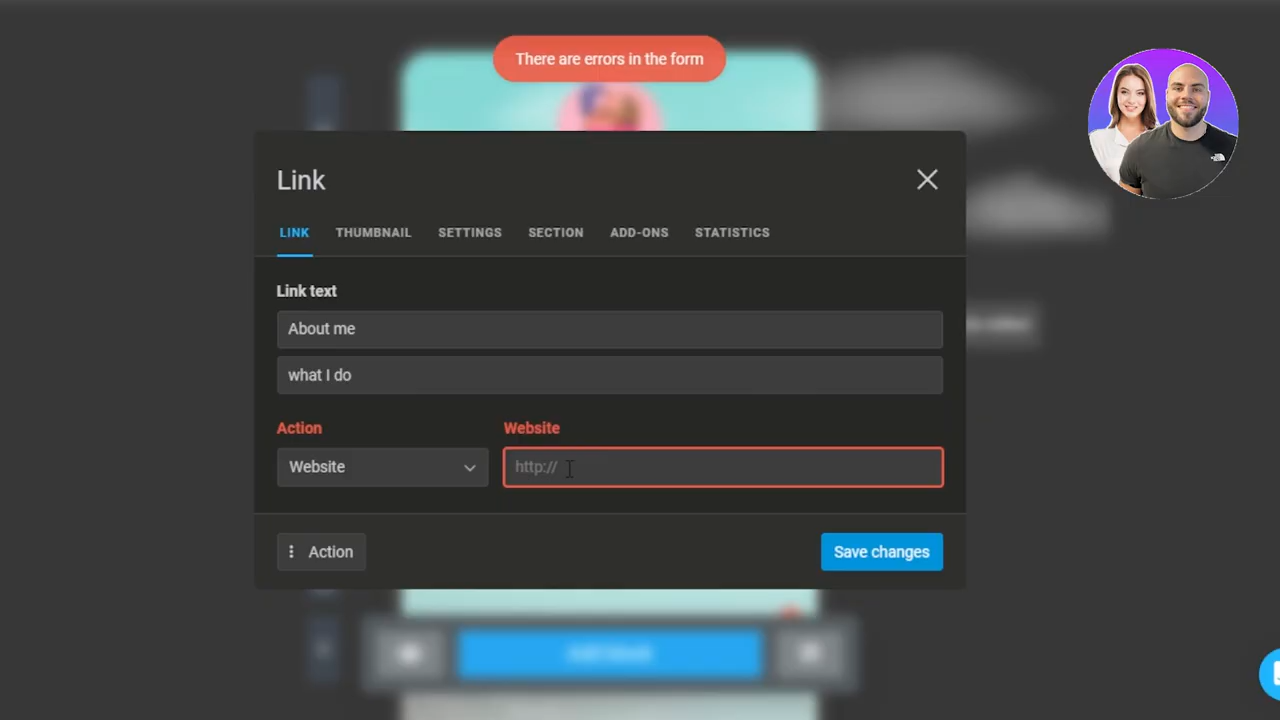 There are errors in the form
Link
LINK THUMBNAIL SETTINGS SECTION ADD-ONS STATISTICS
Link text
About me
what I do
Action Website
Website http://
Action Save changes